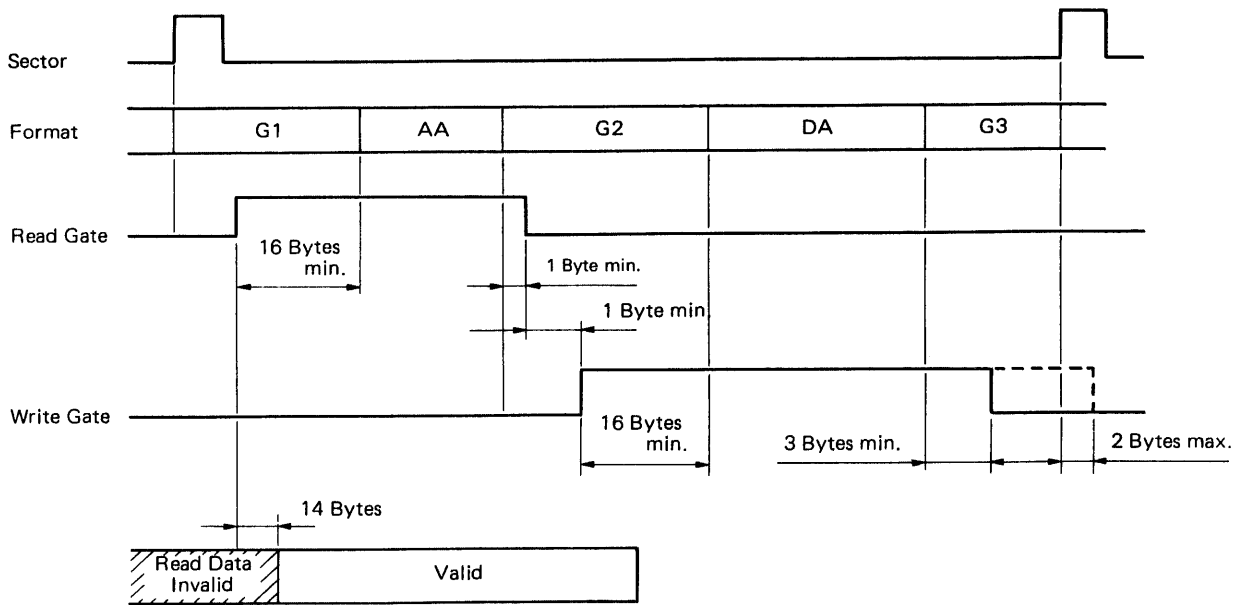 Sector
Format
G1
AA
G2
DA
G3
Read Gate
16 Bytes
min.
1 Byte min.
1 Byte min
Write Gate
16 Bytes
min.
3 Bytes min.
2 Bytes max.
14 Bytes
Read Data
Invalid
Valid